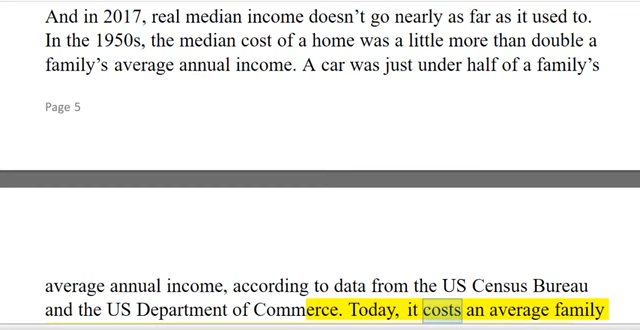 And in 2017, real median income doesn’t go nearly as far as it used to.
In the 1950s, the median cost of a home was a little more than double a
family’s average annual income. A car was just under half of a family’s
Page 5
average annual income, according to data from the US Census Bureau
and the US Department of Commerce. Today, it costs an average family